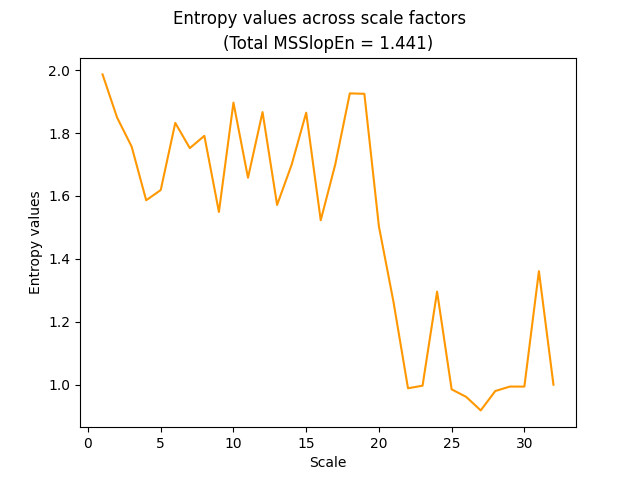 Entropy values across scale factors
(Total MSSlopEn = 1.441)
2.0
1.8
1.6
1.4
1.2
1.0
Entropy values
0 5 10 15 20 25 30
Scale